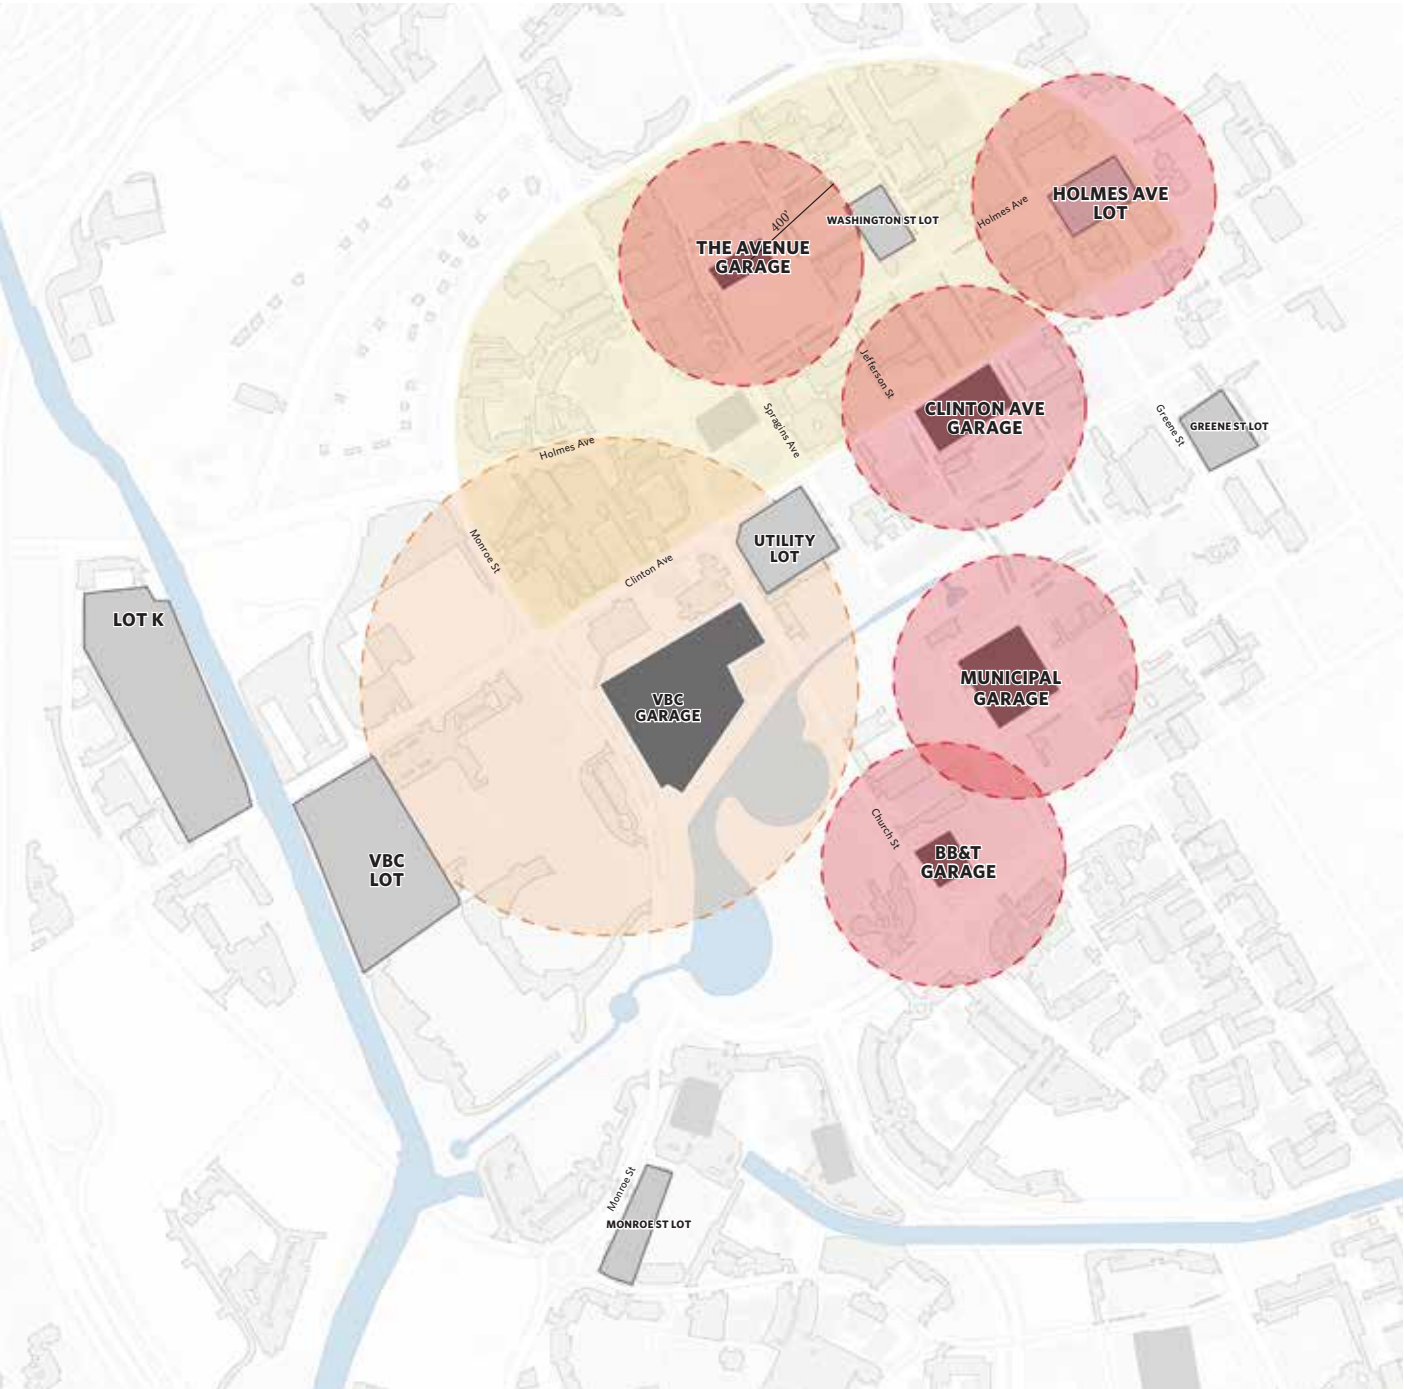 HOLMES AVE
LOT
Holmes Ave
400'
WASHINGTON ST LOT
THE AVENUE
GARAGE
Jefferson St
CLINTON AVE
GARAGE
Spragins Ave
Greene St
GREENE ST LOT
Holmes Ave
Monroe St
UTILITY
LOT
Clinton Ave
LOT K
MUNICIPAL
GARAGE
VBC
GARAGE
Church St
BB&T
GARAGE
VBC
LOT
Monroe St
MONROE ST LOT